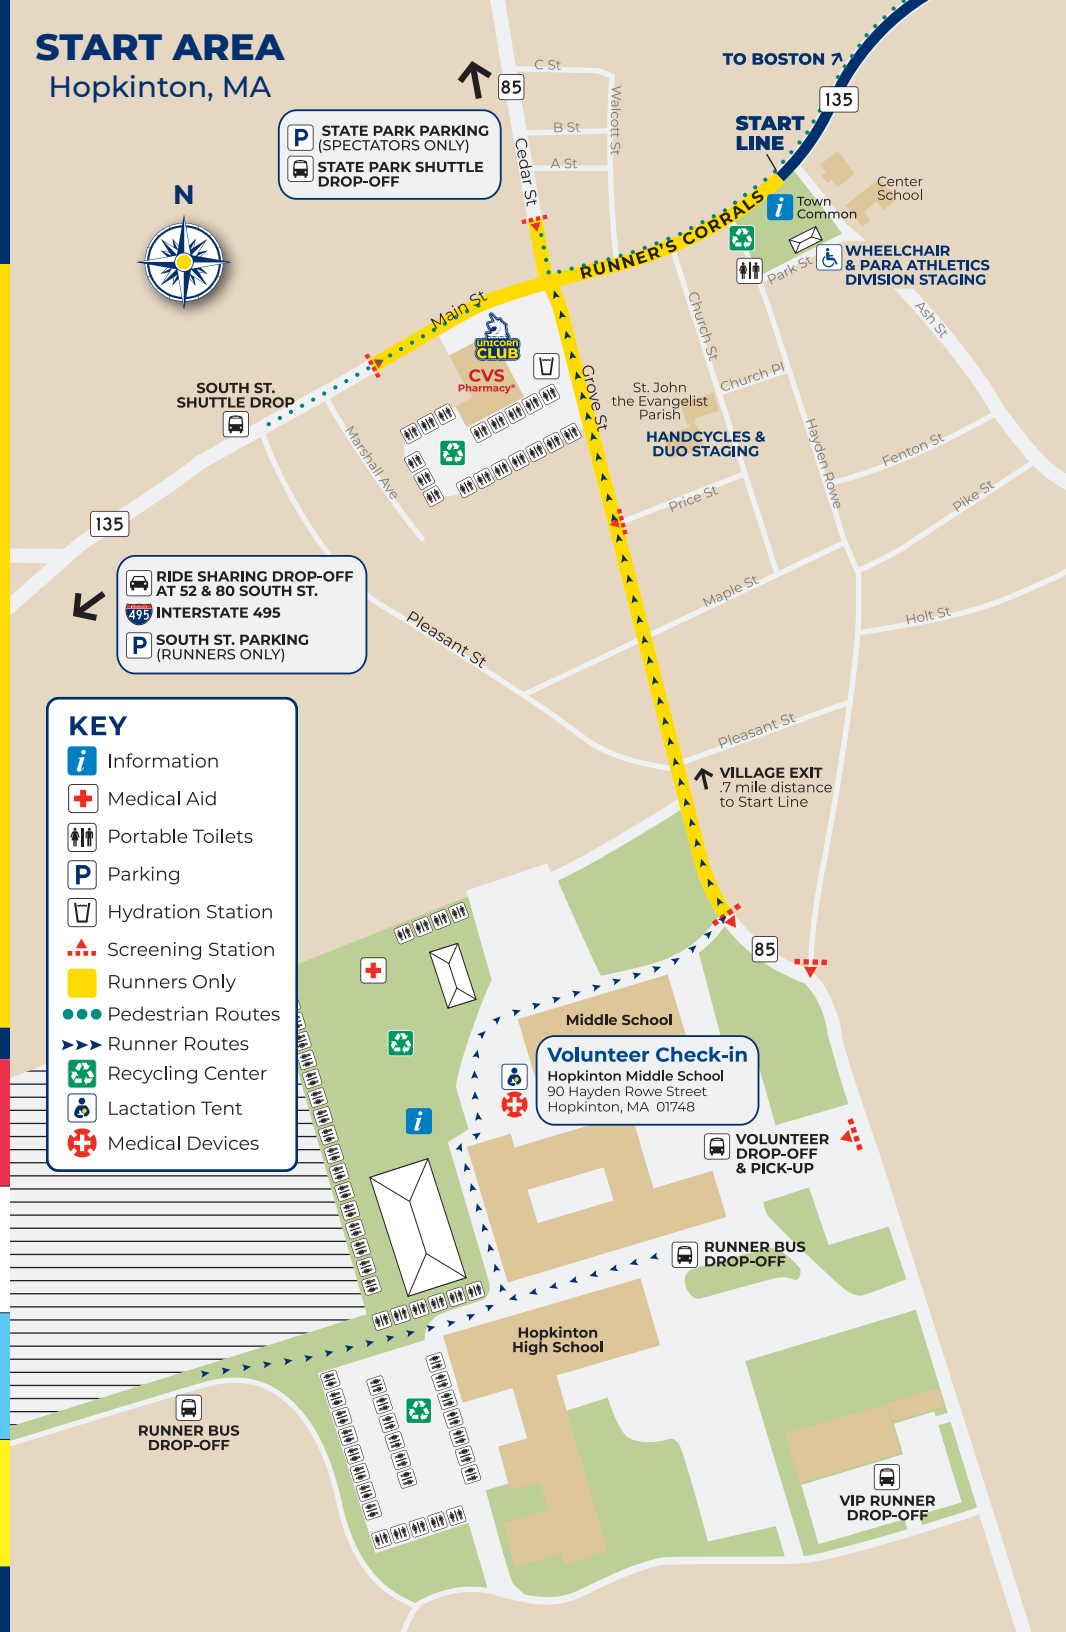 START AREA
Hopkinton, MA
N
85
C St
B St
A St
Walcott St
Cedar St
STATE PARK PARKING
(SPECTATORS ONLY)
STATE PARK SHUTTLE
DROP-OFF
P
TO BOSTON
135
START
LINE
RUNNER'S CORRALS
i
Town
Common
Center
School
WHEELCHAIR
& PARA ATHLETICS
DIVISION STAGING
Park St
Ash St
Main St
UNICORN
CLUB
CVS
Pharmacy®
Grove St
Church St
Church Pl
St. John
the Evangelist
Parish
HANDCYCLES &
DUO STAGING
Hayden Rowe
Fenton St
Pike St
Price St
Maple St
Holt St
SOUTH ST.
SHUTTLE DROP
Marshall Ave
135
RIDE SHARING DROP-OFF
AT 52 & 80 SOUTH ST.
495
INTERSTATE 495
P
SOUTH ST. PARKING
(RUNNERS ONLY)
Pleasant St
Pleasant St
VILLAGE EXIT
.7 mile distance
to Start Line
85
KEY
i
Information
Medical Aid
Portable Toilets
P
Parking
Hydration Station
Screening Station
Runners Only
Pedestrian Routes
Runner Routes
Recycling Center
Lactation Tent
Medical Devices
Middle School
Volunteer Check-in
Hopkinton Middle School
90 Hayden Rowe Street
Hopkinton, MA 01748
i
VOLUNTEER
DROP-OFF
& PICK-UP
RUNNER BUS
DROP-OFF
Hopkinton
High School
RUNNER BUS
DROP-OFF
VIP RUNNER
DROP-OFF